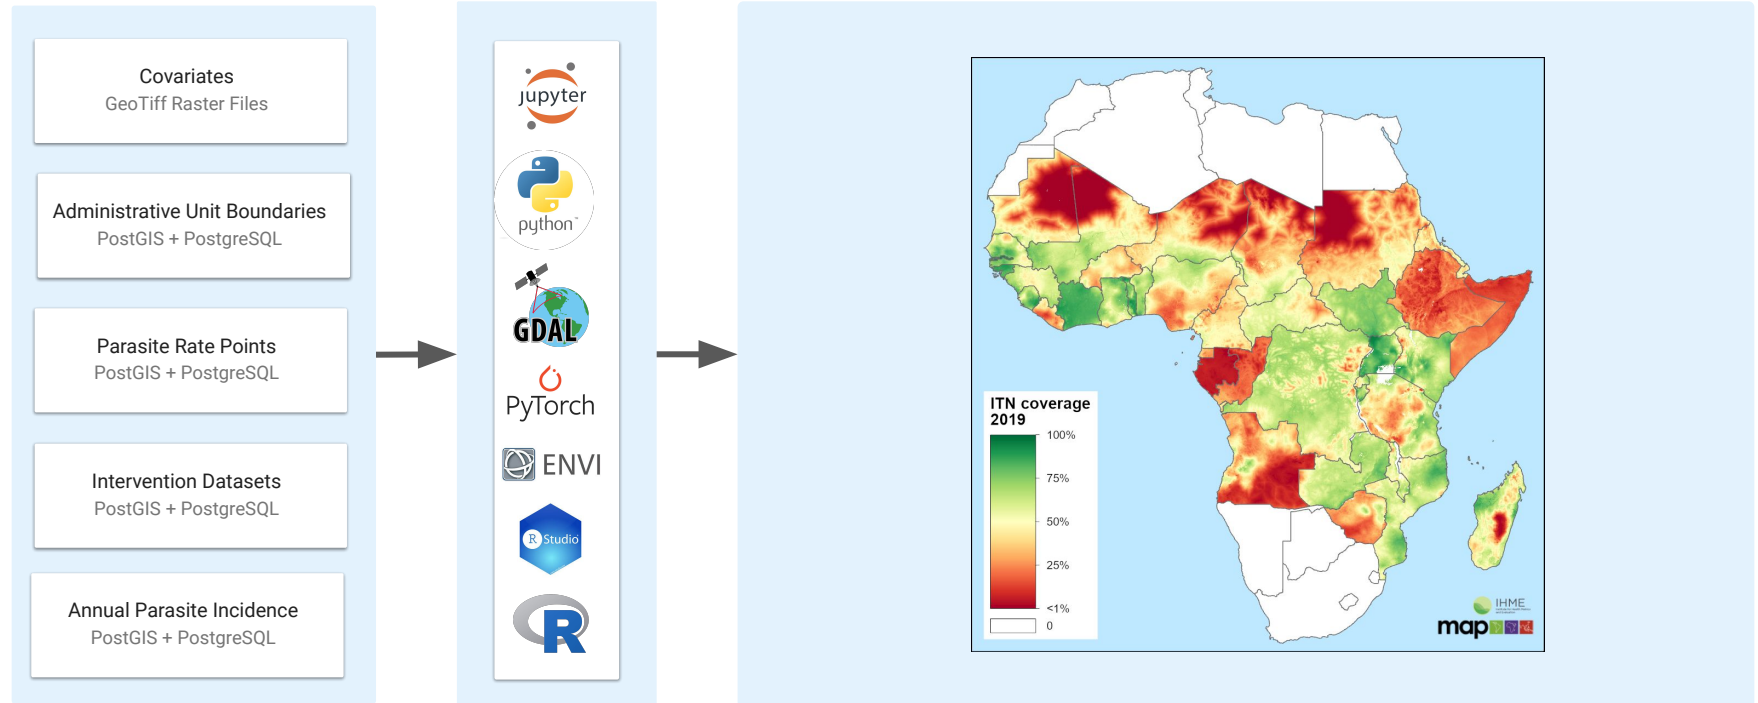 Covariates
GeoTiff Raster Files
Administrative Unit Boundaries
PostGIS + PostgreSQL
Parasite Rate Points
PostGIS + PostgreSQL
Intervention Datasets
PostGIS + PostgreSQL
Annual Parasite Incidence
PostGIS + PostgreSQL
jupyter
python
GDAL
PyTorch
ENVI
R Studio
R
ITN coverage
2019
100%
75%
50%
25%
<1%
0
IHME
map